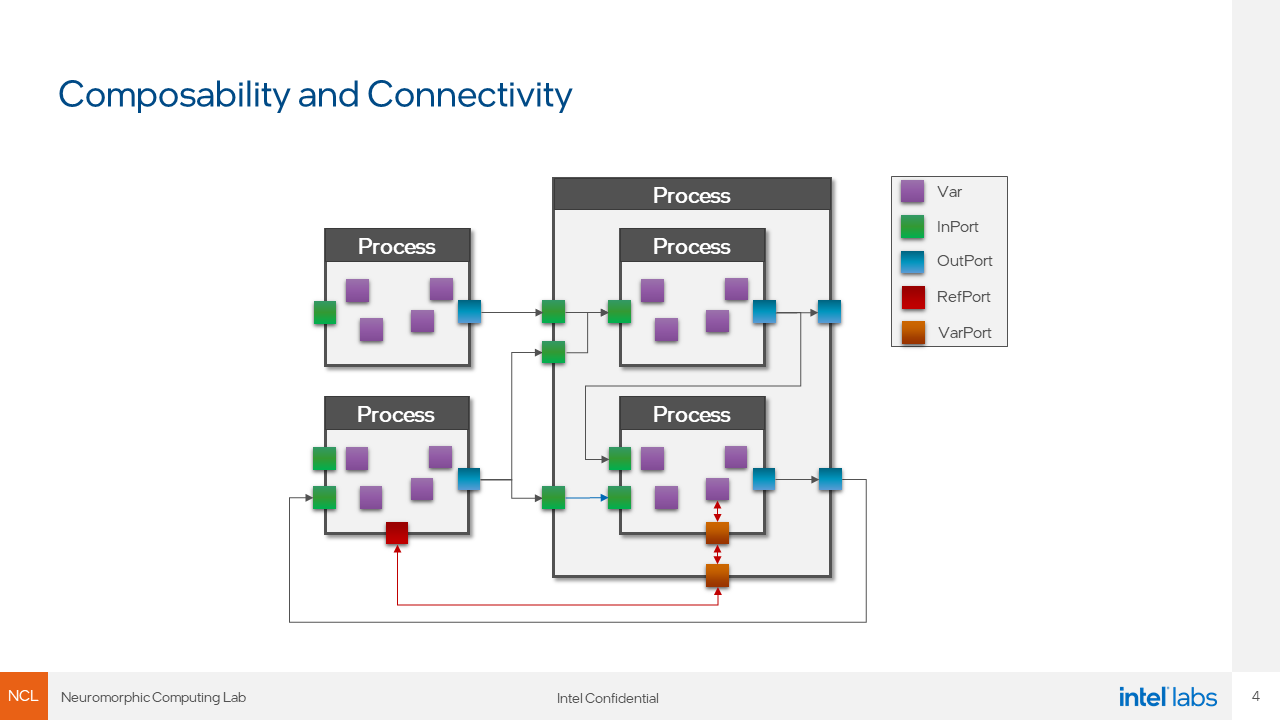 Composability and Connectivity
Process
Process
Process
Process
Process
Var
InPort
OutPort
RefPort
VarPort
NCL
Neuromorphic Computing Lab
Intel Confidential
intel labs
4